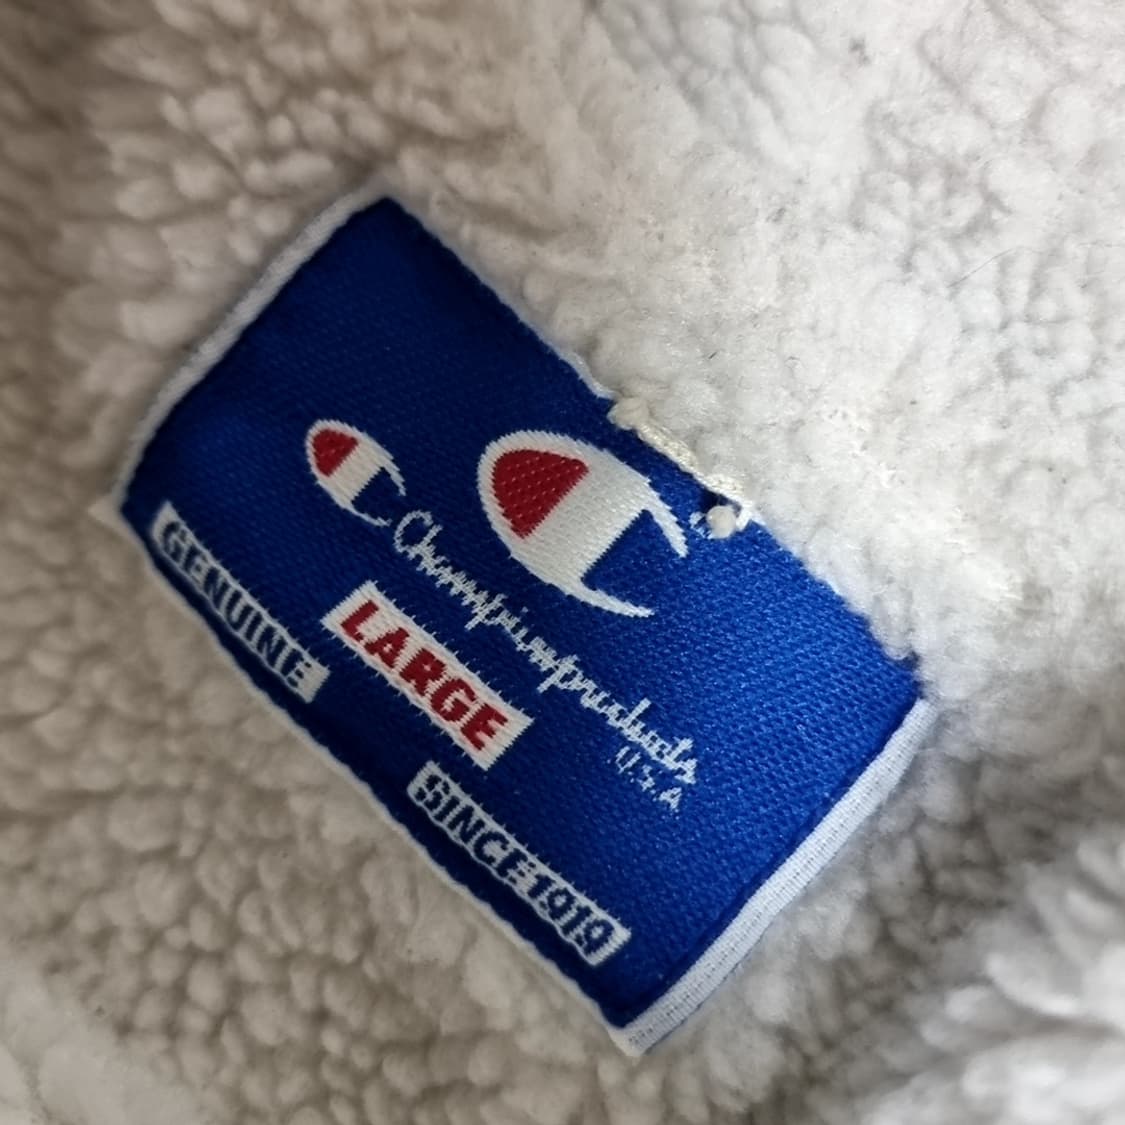 Championproducts
U.S.A
LARGE
GENUINE
SINCE 1919